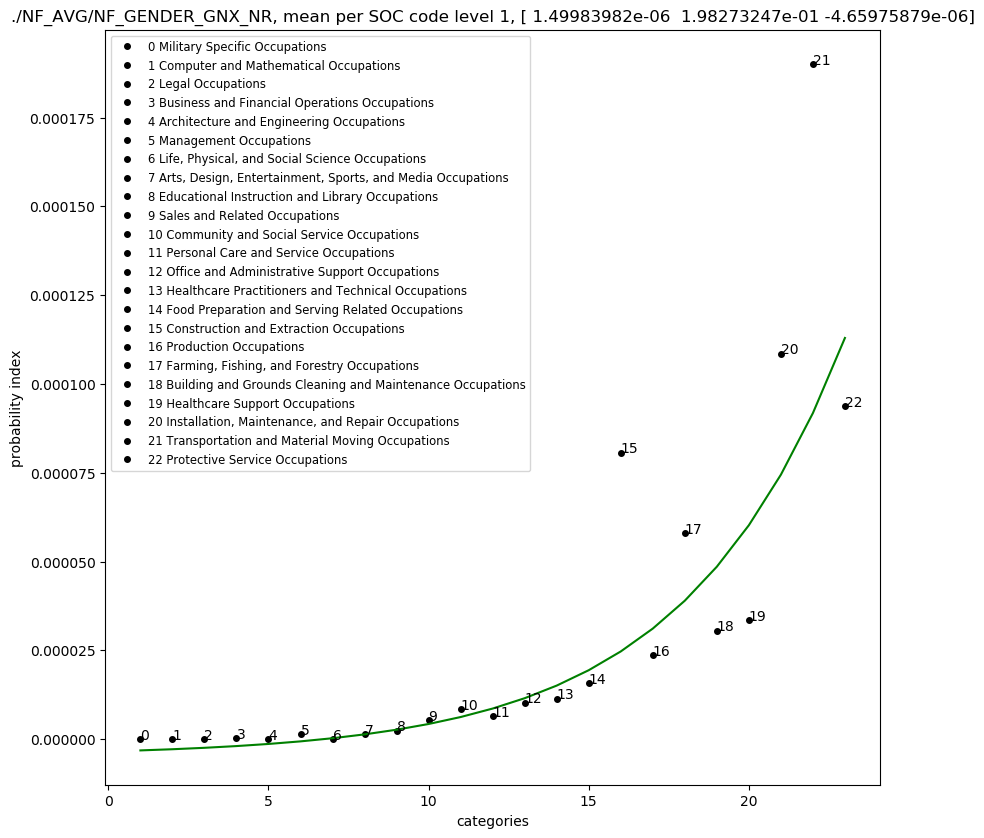 ./NF_AVG/NF_GENDER_GNX_NR, mean per SOC code level 1, [ 1.49983982e-06  1.98273247e-01 -4.65975879e-06]
0 Military Specific Occupations
1 Computer and Mathematical Occupations
2 Legal Occupations
3 Business and Financial Operations Occupations
4 Architecture and Engineering Occupations
5 Management Occupations
6 Life, Physical, and Social Science Occupations
7 Arts, Design, Entertainment, Sports, and Media Occupations
8 Educational Instruction and Library Occupations
9 Sales and Related Occupations
10 Community and Social Service Occupations
11 Personal Care and Service Occupations
12 Office and Administrative Support Occupations
13 Healthcare Practitioners and Technical Occupations
14 Food Preparation and Serving Related Occupations
15 Construction and Extraction Occupations
16 Production Occupations
17 Farming, Fishing, and Forestry Occupations
18 Building and Grounds Cleaning and Maintenance Occupations
19 Healthcare Support Occupations
20 Installation, Maintenance, and Repair Occupations
21 Transportation and Material Moving Occupations
22 Protective Service Occupations
probability index
0.000175
0.000150
0.000125
0.000100
0.000075
0.000050
0.000025
0.000000
0
1
2
3
4
5
6
7
8
9
10
11
12
13
14
15
16
17
18
19
20
21
22
0
5
10
15
20
categories